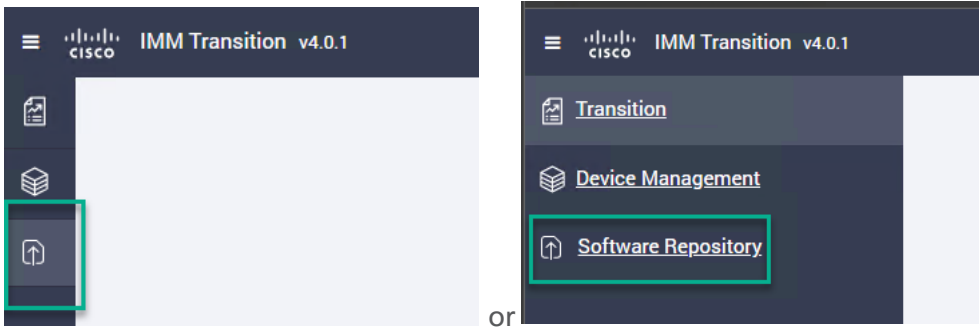 cisco IMM Transition v4.0.1
cisco IMM Transition v4.0.1
Transition
Device Management
Software Repository
or